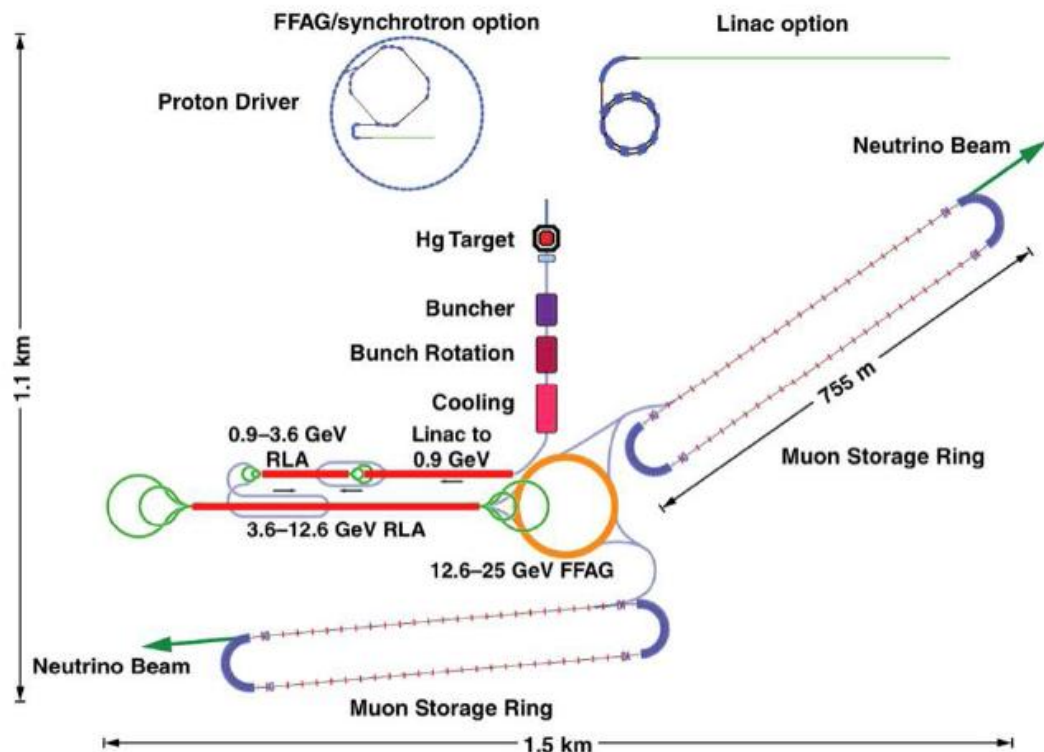 FFAG/synchrotron option
Linac option
Proton Driver
Neutrino Beam
Hg Target
Buncher
Bunch Rotation
Cooling
1.1 km
755 m
0.9–3.6 GeV
RLA
Linac to
0.9 GeV
Muon Storage Ring
3.6–12.6 GeV RLA
12.6–25 GeV FFAG
Neutrino Beam
Muon Storage Ring
1.5 km